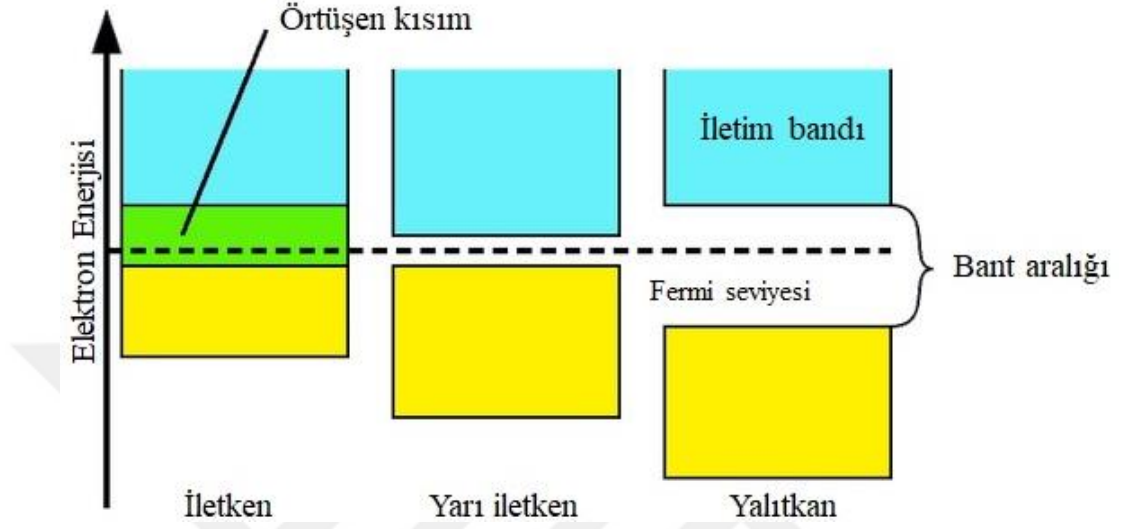 Örtüşen kısım
Elektron Enerjisi
İletim bandı
Bant aralığı
Fermi seviyesi
İletken
Yarı iletken
Yalıtkan